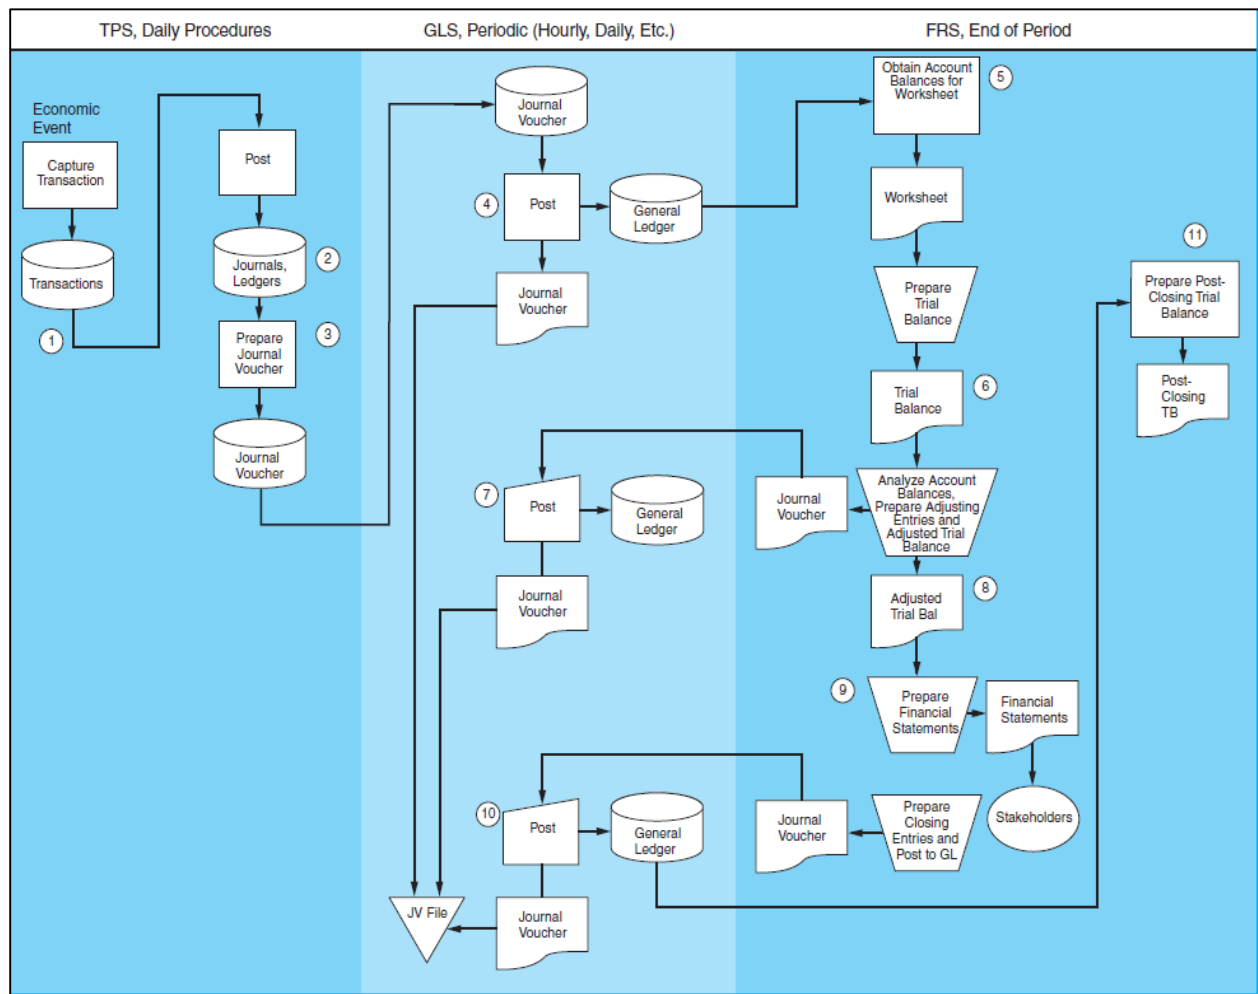 TPS, Daily Procedures
GLS, Periodic (Hourly, Daily, Etc.)
FRS, End of Period
Economic
Event
Capture
Transaction
Transactions
1
Post
Journals,
Ledgers
2
Prepare
Journal
Voucher
3
Journal
Voucher
Journal
Voucher
4
Post
General
Ledger
Journal
Voucher
Obtain Account
Balances for
Worksheet
5
Worksheet
Prepare
Trial
Balance
Trial
Balance
6
Analyze Account
Balances,
Prepare Adjusting
Entries and
Adjusted Trial
Balance
Journal
Voucher
7
Post
General
Ledger
Journal
Voucher
Adjusted
Trial Bal
8
9
Prepare
Financial
Statements
Financial
Statements
Stakeholders
Prepare
Closing
Entries and
Post to GL
Journal
Voucher
10
Post
General
Ledger
Journal
Voucher
JV File
11
Prepare Post-
Closing Trial
Balance
Post-
Closing
TB